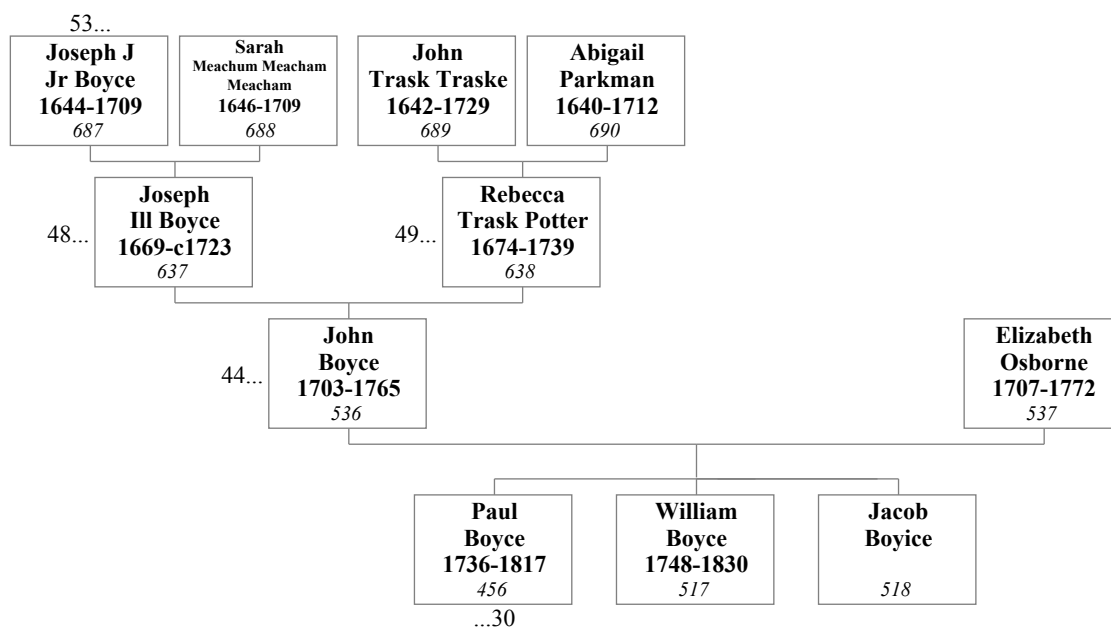 53...
Joseph J
Jr Boyce
1644-1709
687
Sarah
Meachum Meacham
Meacham
1646-1709
688
John
Trask Traske
1642-1729
689
Abigail
Parkman
1640-1712
690
48...
Joseph
Ill Boyce
1669-c1723
637
49...
Rebecca
Trask Potter
1674-1739
638
44...
John
Boyce
1703-1765
536
Elizabeth
Osborne
1707-1772
537
Paul
Boyce
1736-1817
456
...30
William
Boyce
1748-1830
517
Jacob
Boyice
518